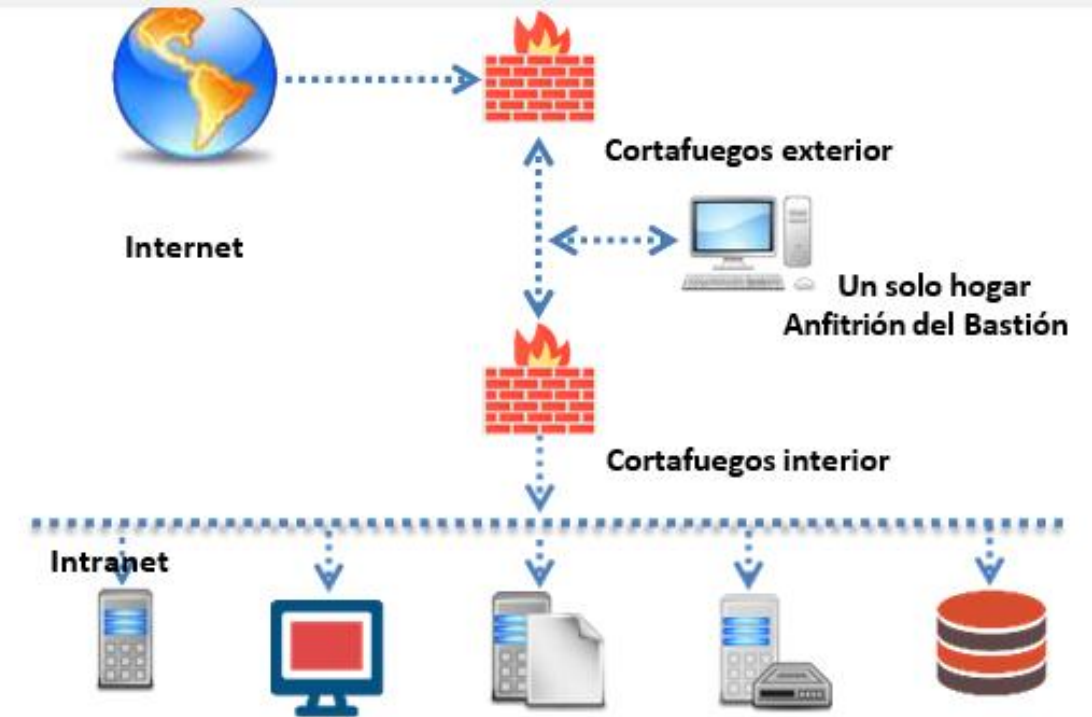 Cortafuegos exterior
Internet
Un solo hogar
Anfitrión del Bastión
Cortafuegos interior
Intranet